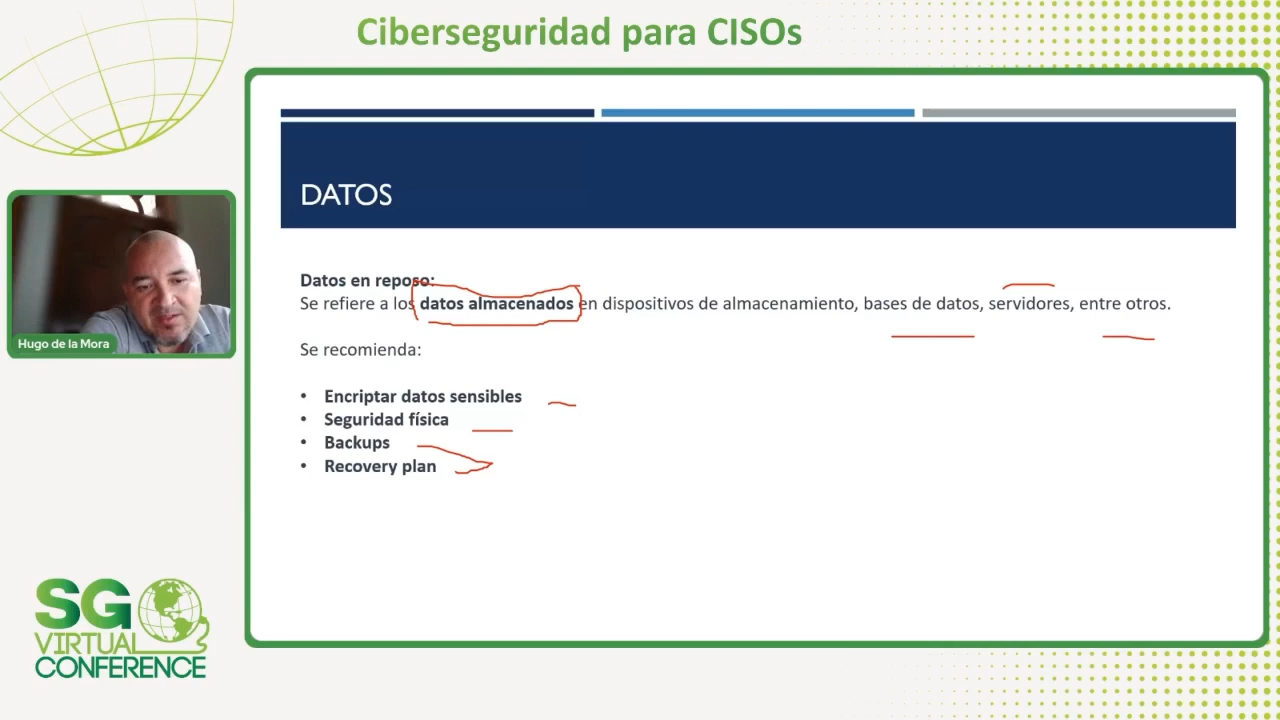 Ciberseguridad para CISOs
DATOS
Datos en reposo:
Se refiere a los datos almacenados en dispositivos de almacenamiento, bases de datos, servidores, entre otros.
Se recomienda:
• Encriptar datos sensibles
• Seguridad física
• Backups
• Recovery plan
Hugo de la Mora
SG
VIRTUAL
CONFERENCE